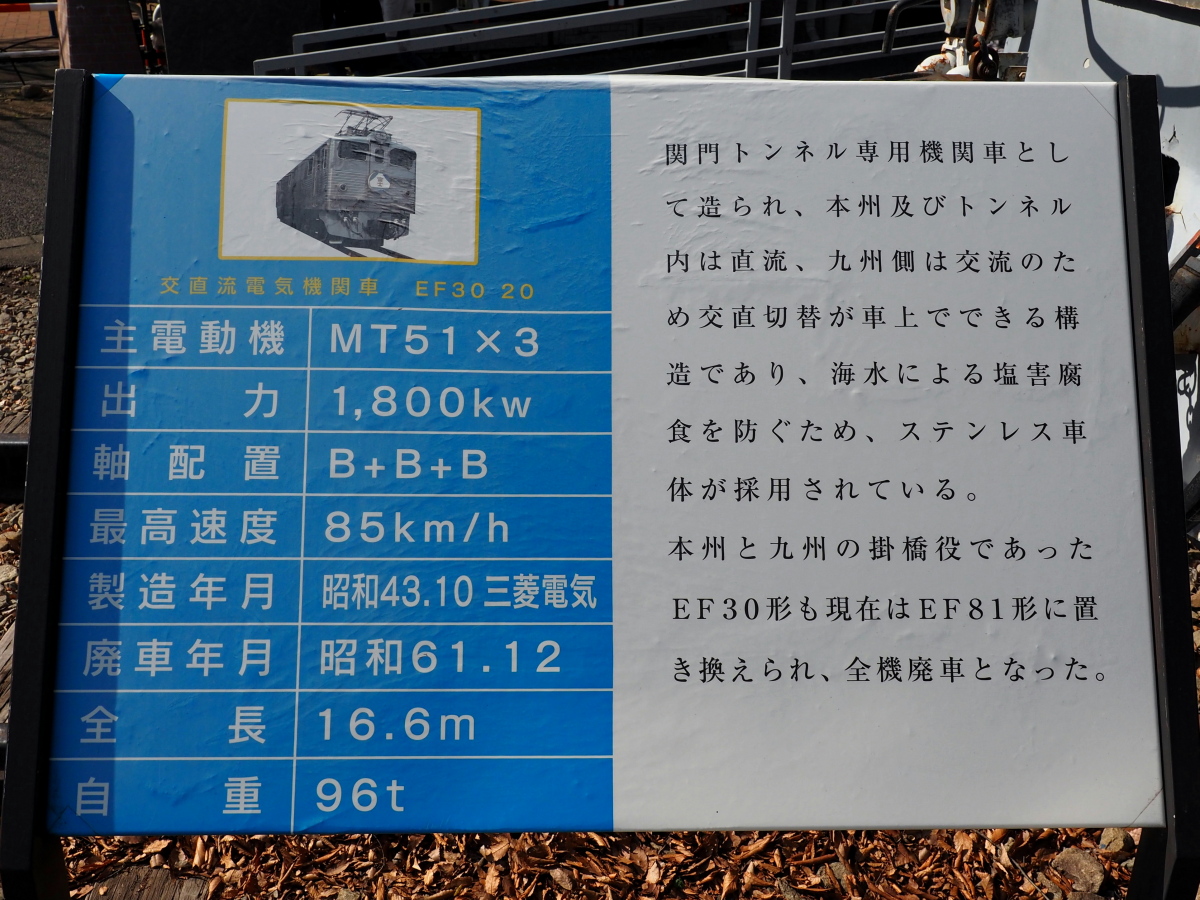 交直流電気機関車 EF30 20
主電動機 MT51×3
出力 1,800kw
軸配置 B+B+B
最高速度 85km/h
製造年月 昭和43.10 三菱電気
廃車年月 昭和61.12
全長 16.6m
自重 96t
関門トンネル専用機関車とし
て造られ、本州及びトンネル
内は直流、九州側は交流のた
め交直切替が車上でできる構
造であり、海水による塩害腐
食を防ぐため、ステンレス車
体が採用されている。
本州と九州の掛橋役であった
EF30形も現在はEF81形に置
き換えられ、全機廃車となった。